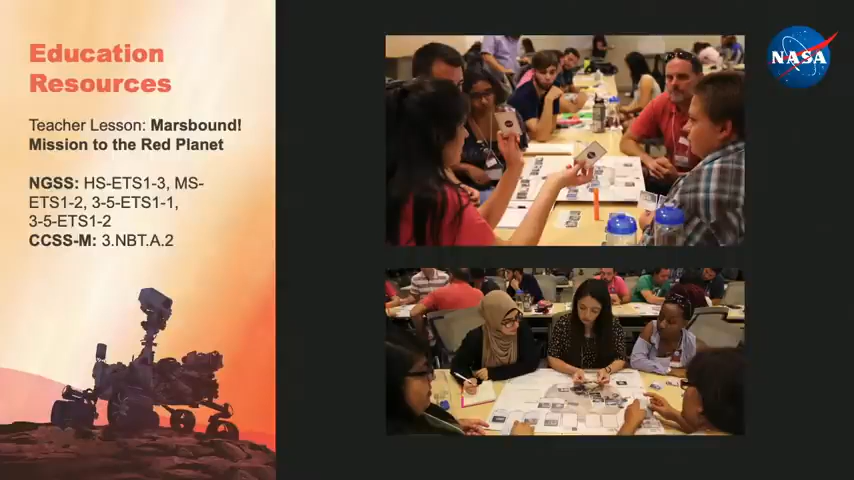 Education
Resources
Teacher Lesson: Marsbound!
Mission to the Red Planet
NGSS: HS-ETS1-3, MS-
ETS1-2, 3-5-ETS1-1,
3-5-ETS1-2
CCSS-M: 3.NBT.A.2
NASA